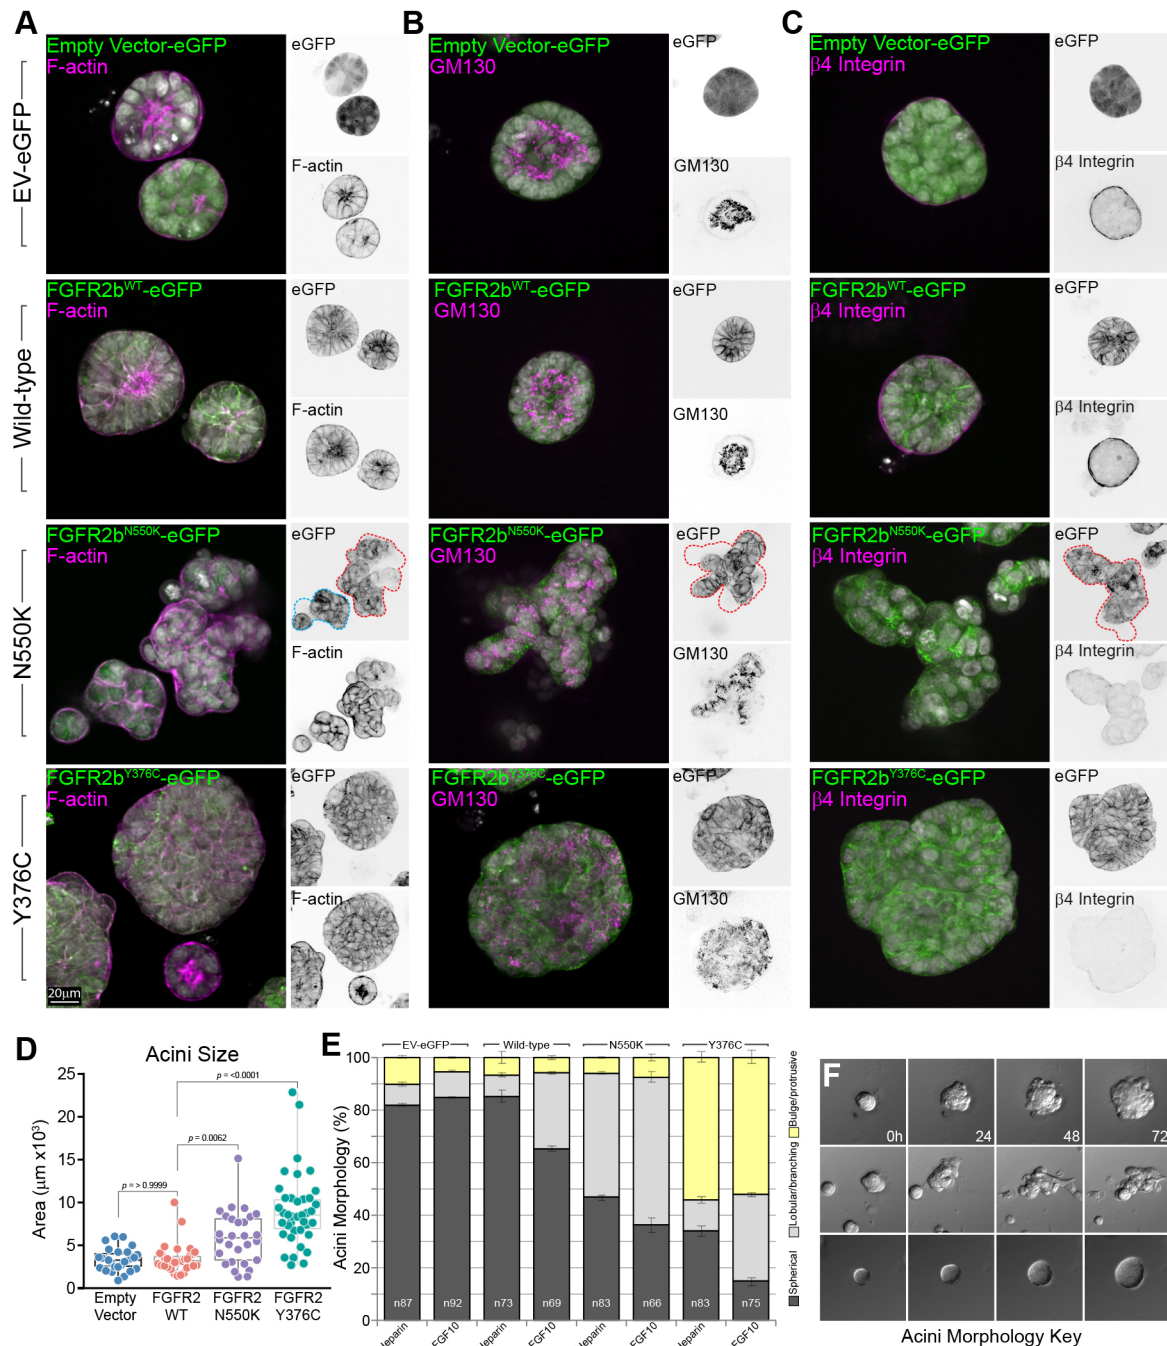 A
B
C
EV-eGFP
Empty Vector-eGFP
F-actin
eGFP
F-actin
Empty Vector-eGFP
GM130
eGFP
GM130
Empty Vector-eGFP
β4 Integrin
eGFP
β4 Integrin
Wild-type
FGFR2bWT-eGFP
F-actin
eGFP
F-actin
FGFR2bWT-eGFP
GM130
eGFP
GM130
FGFR2bWT-eGFP
β4 Integrin
eGFP
β4 Integrin
N550K
FGFR2bN550K-eGFP
F-actin
eGFP
F-actin
FGFR2bN550K-eGFP
GM130
eGFP
GM130
FGFR2bN550K-eGFP
β4 Integrin
eGFP
β4 Integrin
Y376C
FGFR2bY376C-eGFP
F-actin
20μm
eGFP
F-actin
FGFR2bY376C-eGFP
GM130
eGFP
GM130
FGFR2bY376C-eGFP
β4 Integrin
eGFP
β4 Integrin
D
Acini Size
Area (μm x10³)
25
20
15
10
5
0
p = <0.0001
p = 0.0062
p = > 0.9999
Empty
Vector
FGFR2
WT
FGFR2
N550K
FGFR2
Y376C
E
EV-eGFP
Wild-type
N550K
Y376C
Acini Morphology (%)
100
80
60
40
20
0
n87
n92
n73
n69
n83
n66
n83
n75
FGF10
Heparin
FGF10
Heparin
FGF10
Heparin
FGF10
Bulge/protrusive
Lobular/branching
Spherical
F
0h
24
48
72
Acini Morphology Key